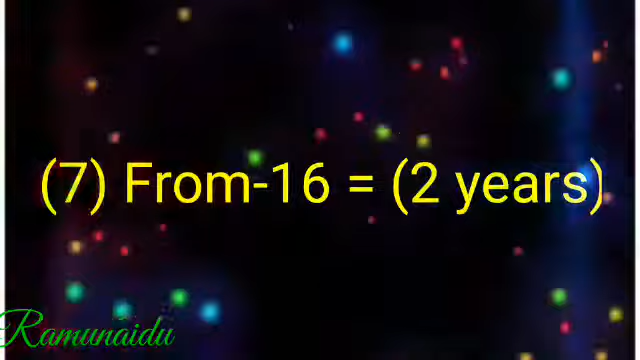 (7) From-16 = (2 years)
Ramunaidu